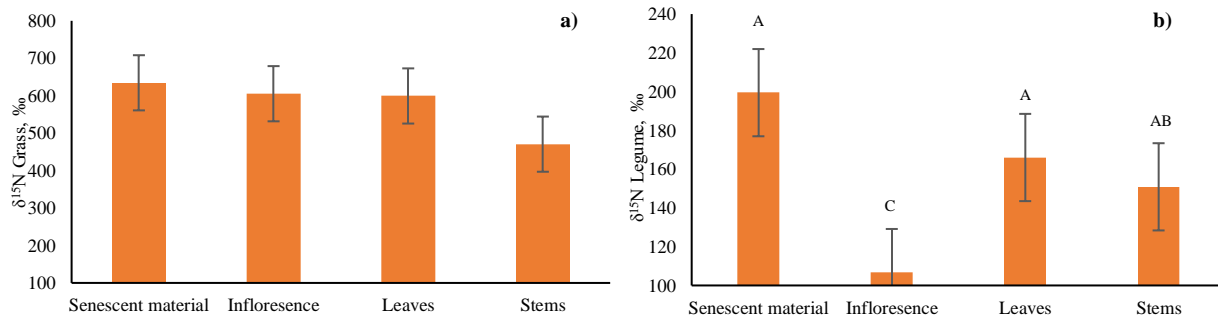 a)
δ¹⁵N Grass, ‰
800
700
600
500
400
300
200
100
Senescent material Infloresence Leaves Stems
b)
δ¹⁵N Legume, ‰
240
220
200
180
160
140
120
100
A
C
A
AB
Senescent material Infloresence Leaves Stems